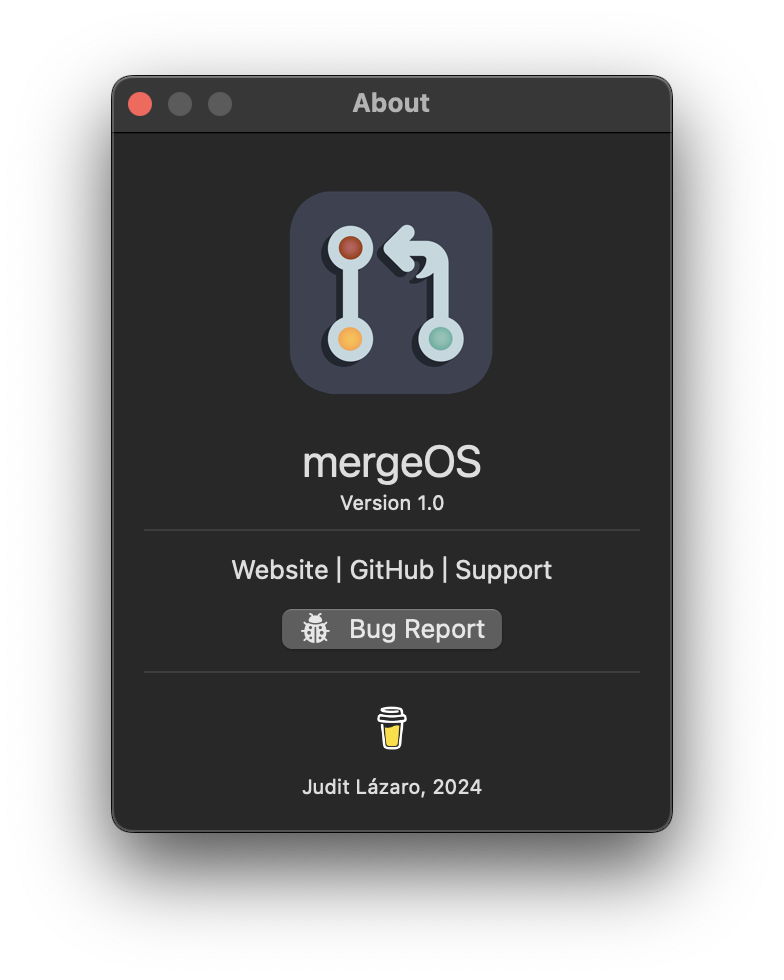 About
mergeOS
Version 1.0
Website | GitHub | Support
Bug Report
Judit Lázaro, 2024